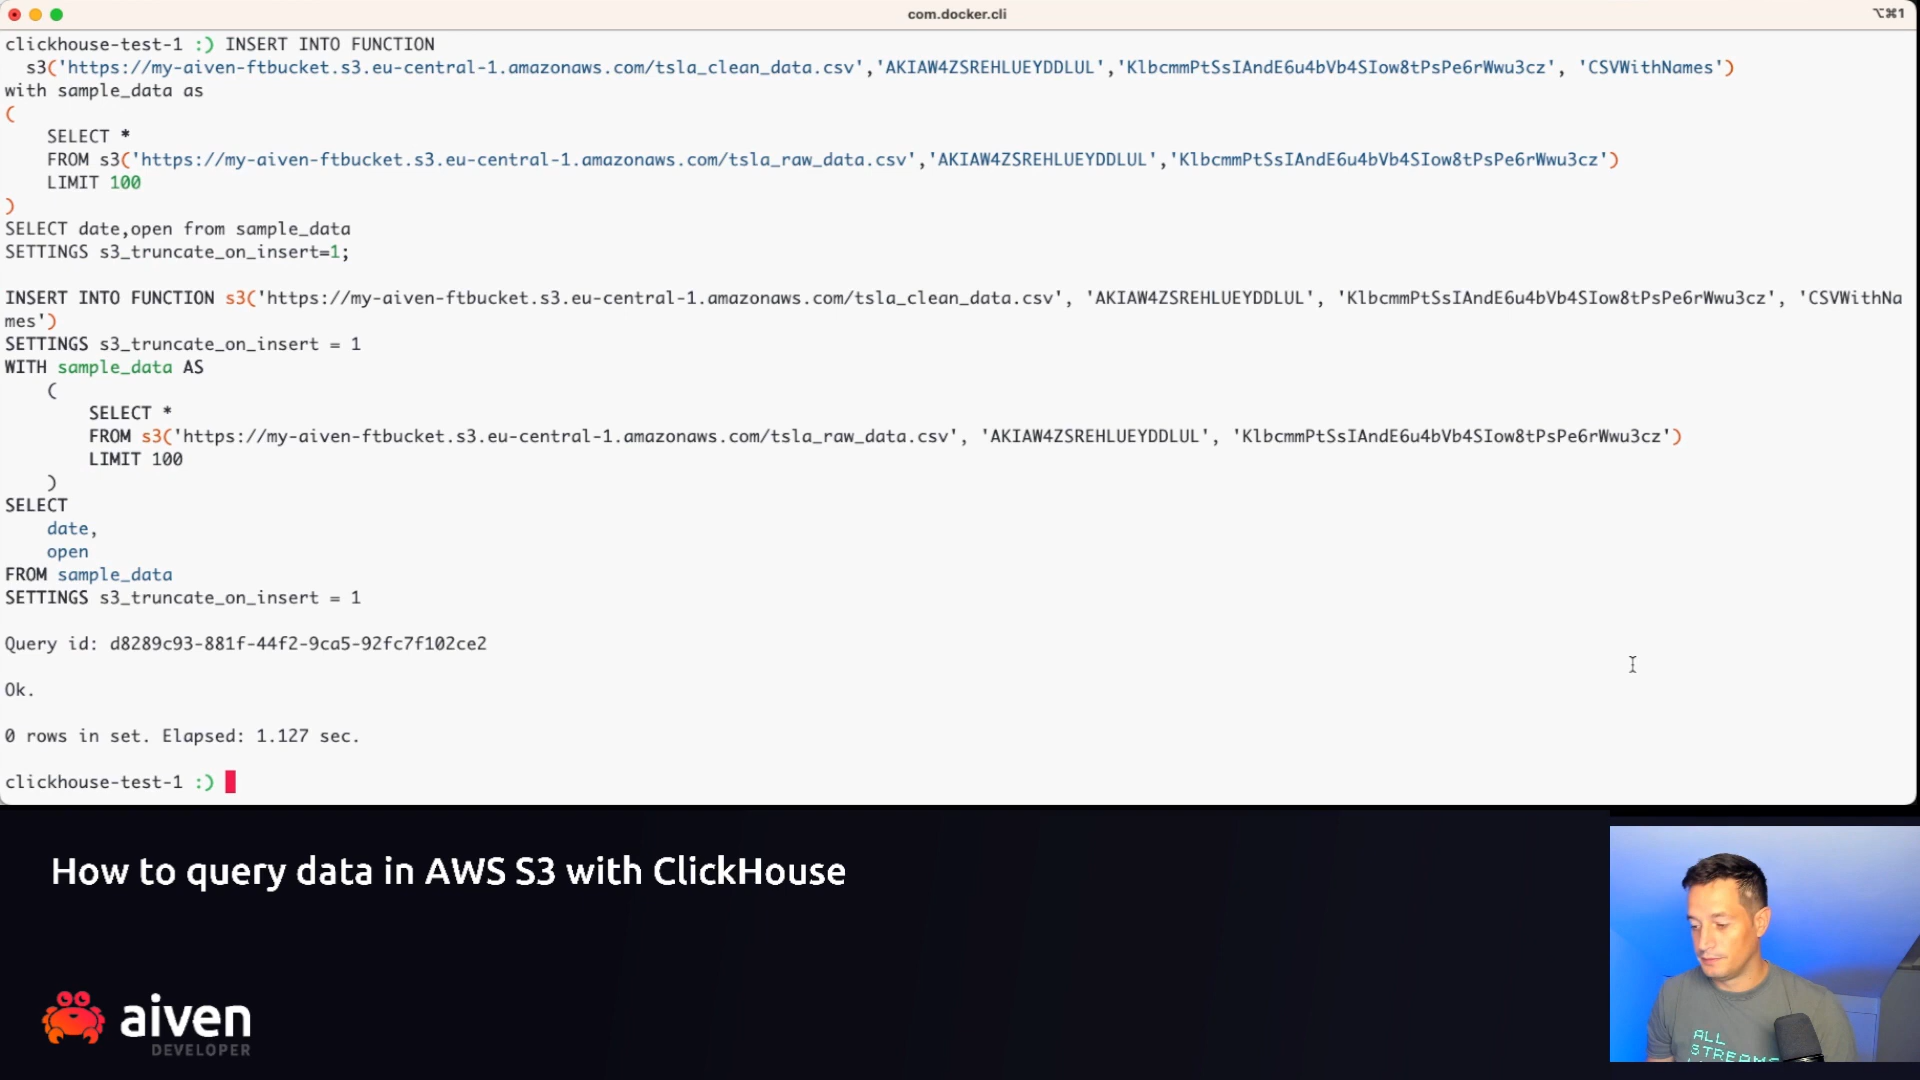 com.docker.cli
⌥⌘1
clickhouse-test-1 :) INSERT INTO FUNCTION
  s3('https://my-aiven-ftbucket.s3.eu-central-1.amazonaws.com/tsla_clean_data.csv','AKIAW4ZSREHLUEYDDLUL','KlbcmmPtSsIAndE6u4bVb4SIow8tPsPe6rWwu3cz', 'CSVWithNames')
with sample_data as
(
    SELECT *
    FROM s3('https://my-aiven-ftbucket.s3.eu-central-1.amazonaws.com/tsla_raw_data.csv','AKIAW4ZSREHLUEYDDLUL','KlbcmmPtSsIAndE6u4bVb4SIow8tPsPe6rWwu3cz')
    LIMIT 100
)
SELECT date,open from sample_data
SETTINGS s3_truncate_on_insert=1;
INSERT INTO FUNCTION s3('https://my-aiven-ftbucket.s3.eu-central-1.amazonaws.com/tsla_clean_data.csv', 'AKIAW4ZSREHLUEYDDLUL', 'KlbcmmPtSsIAndE6u4bVb4SIow8tPsPe6rWwu3cz', 'CSVWithNa
mes')
SETTINGS s3_truncate_on_insert = 1
WITH sample_data AS
    (
        SELECT *
        FROM s3('https://my-aiven-ftbucket.s3.eu-central-1.amazonaws.com/tsla_raw_data.csv', 'AKIAW4ZSREHLUEYDDLUL', 'KlbcmmPtSsIAndE6u4bVb4SIow8tPsPe6rWwu3cz')
        LIMIT 100
    )
SELECT
    date,
    open
FROM sample_data
SETTINGS s3_truncate_on_insert = 1
Query id: d8289c93-881f-44f2-9ca5-92fc7f102ce2
Ok.
0 rows in set. Elapsed: 1.127 sec.
clickhouse-test-1 :)
How to query data in AWS S3 with ClickHouse
aiven
DEVELOPER
ALL
STREAMS